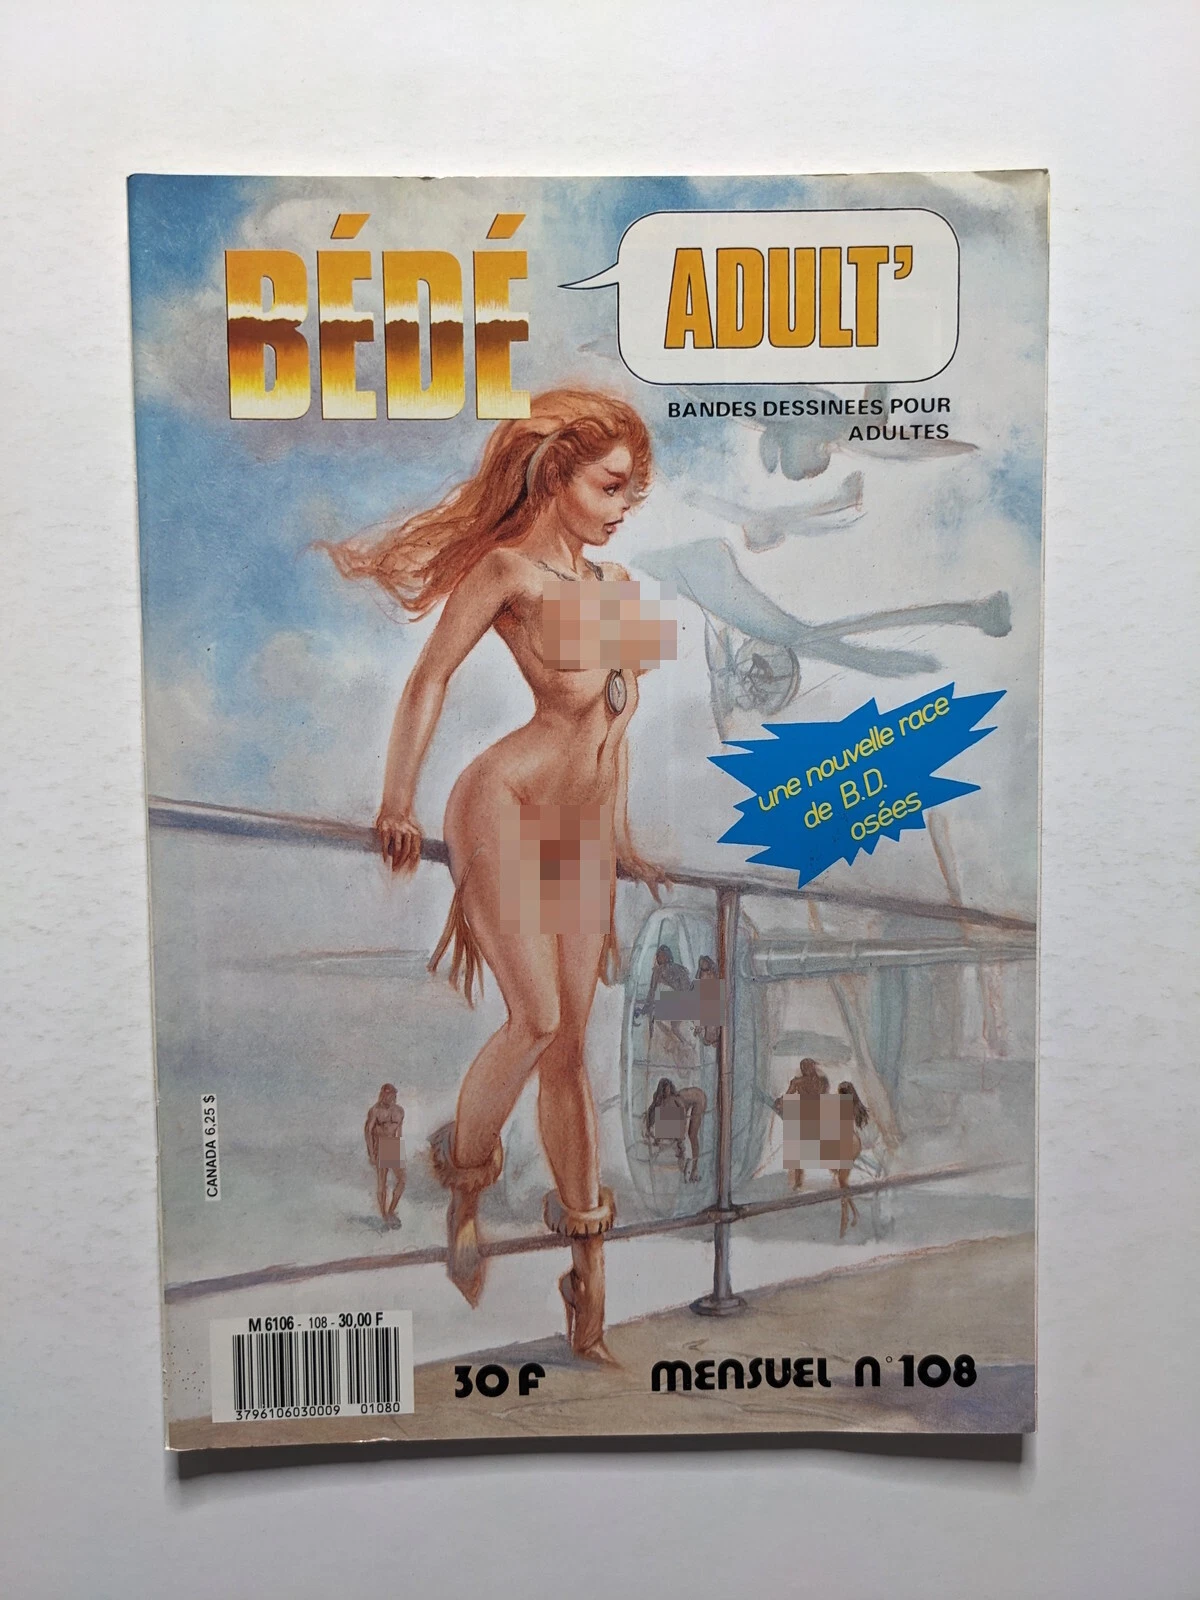 BÉDÉ
ADULT'
BANDES DESSINEES POUR
ADULTES
une nouvelle race
de B.D.
osées
CANADA 6,25 $
M 6106 - 108 - 30,00 F
3796106030009 01080
30 F
MENSUEL N° 108